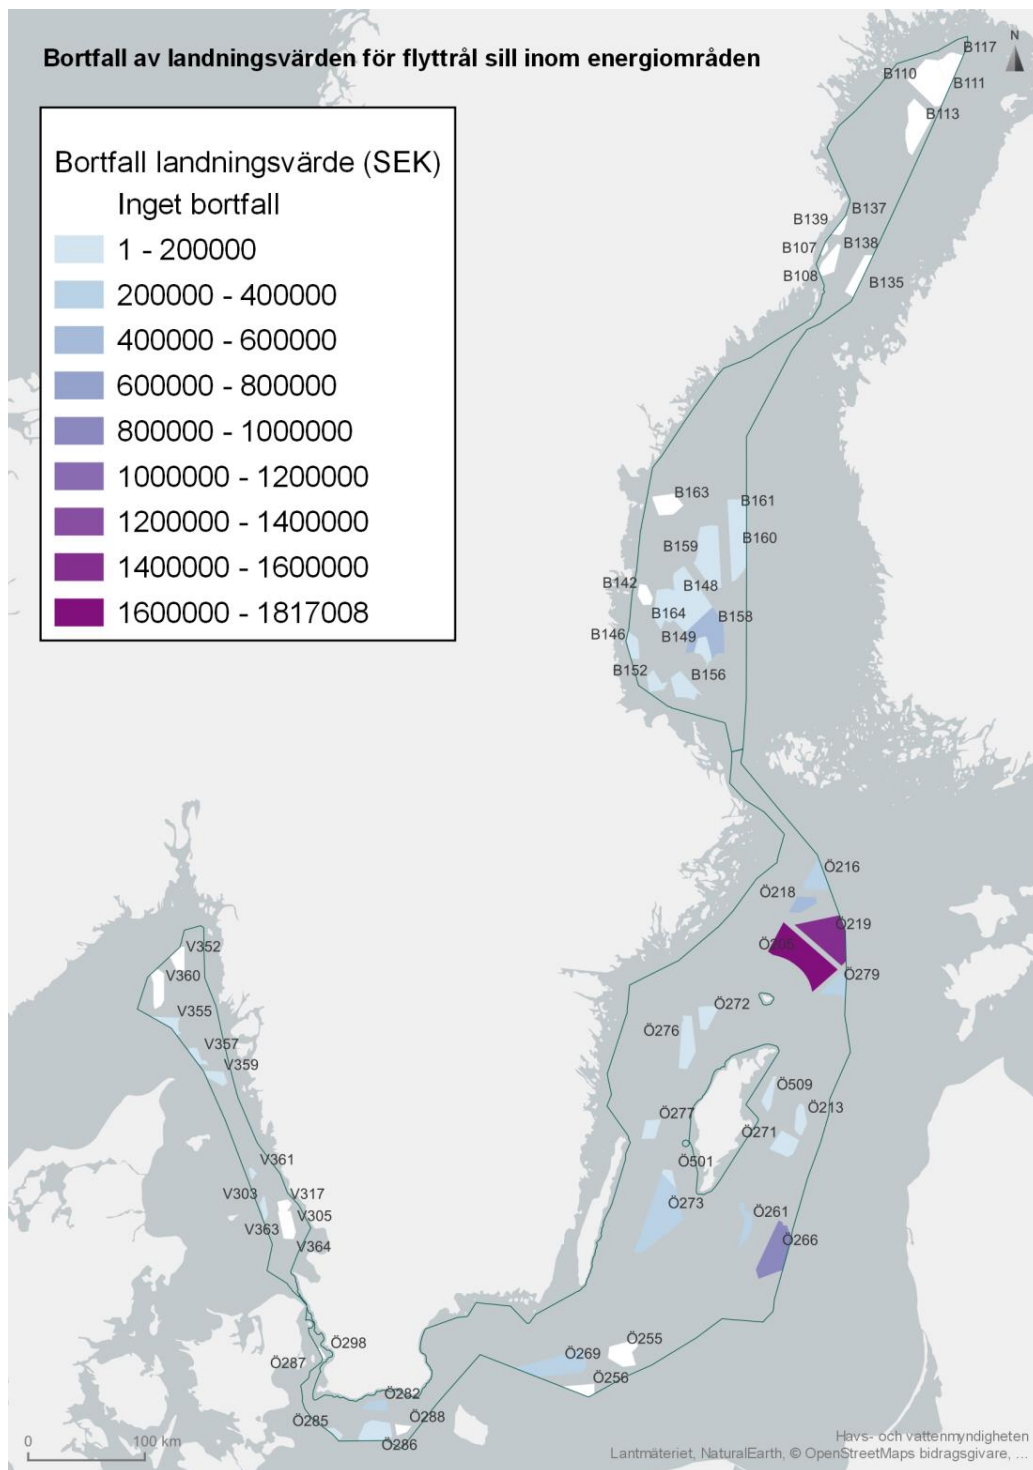 Bortfall av landningsvärden för flyttrål sill inom energiområden
N
Bortfall landningsvärde (SEK)
Inget bortfall
1 - 200000
200000 - 400000
400000 - 600000
600000 - 800000
800000 - 1000000
1000000 - 1200000
1200000 - 1400000
1400000 - 1600000
1600000 - 1817008
B117
B110
B111
B113
B137
B139
B107
B138
B108
B135
B163
B161
B159
B160
B142
B148
B164
B158
B146
B149
B152
B156
Ö216
Ö218
Ö219
Ö205
Ö279
V352
V360
V355
V357
V359
Ö272
Ö276
Ö509
Ö213
Ö277
Ö271
Ö501
Ö273
Ö261
Ö266
V361
V303
V317
V305
V363
V364
Ö298
Ö287
Ö255
Ö269
Ö256
Ö282
Ö285
Ö288
Ö286
0 100 km
Havs- och vattenmyndigheten
Lantmäteriet, NaturalEarth, © OpenStreetMaps bidragsgivare, ...